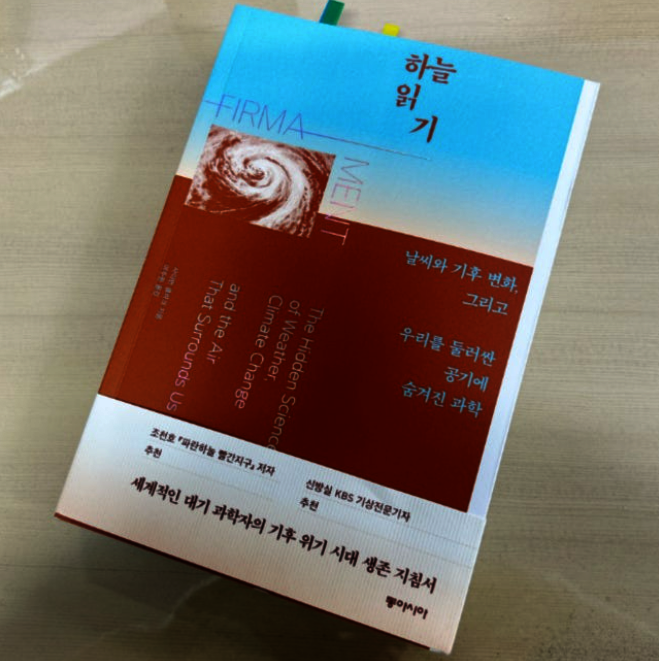 하늘
읽
기
FIRMA
MENT
날씨와 기후 변화,
그리고
우리를 둘러싼
공기에
숨겨진 과학
The Hidden Science
of Weather,
Climate Change
and the Air
That Surrounds Us
조천호 『파란하늘 빨간지구』 저자
추천
신방실 KBS 기상전문기자
추천
세계적인 대기 과학자의 기후 위기 시대 생존 지침서
동아시아